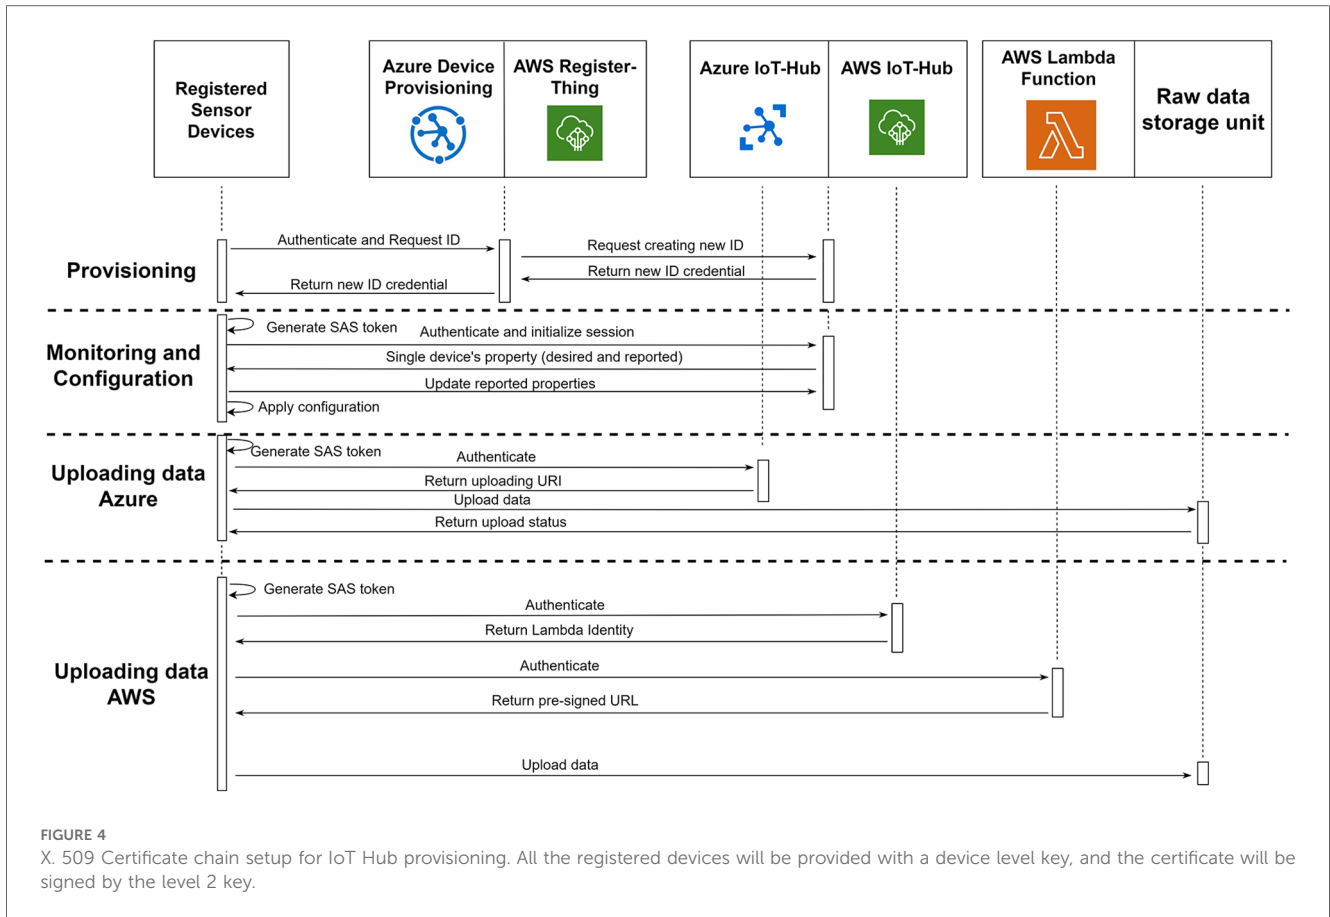 Registered
Sensor
Devices
Azure Device
Provisioning
AWS Register-
Thing
Azure IoT-Hub
AWS IoT-Hub
AWS Lambda
Function
Raw data
storage unit
Provisioning
Authenticate and Request ID
Request creating new ID
Return new ID credential
Return new ID credential
Monitoring and
Configuration
Generate SAS token
Authenticate and initialize session
Single device's property (desired and reported)
Update reported properties
Apply configuration
Uploading data
Azure
Generate SAS token
Authenticate
Return uploading URI
Upload data
Return upload status
Uploading data
AWS
Generate SAS token
Authenticate
Return Lambda Identity
Authenticate
Return pre-signed URL
Upload data
FIGURE 4
X. 509 Certificate chain setup for IoT Hub provisioning. All the registered devices will be provided with a device level key, and the certificate will be
signed by the level 2 key.